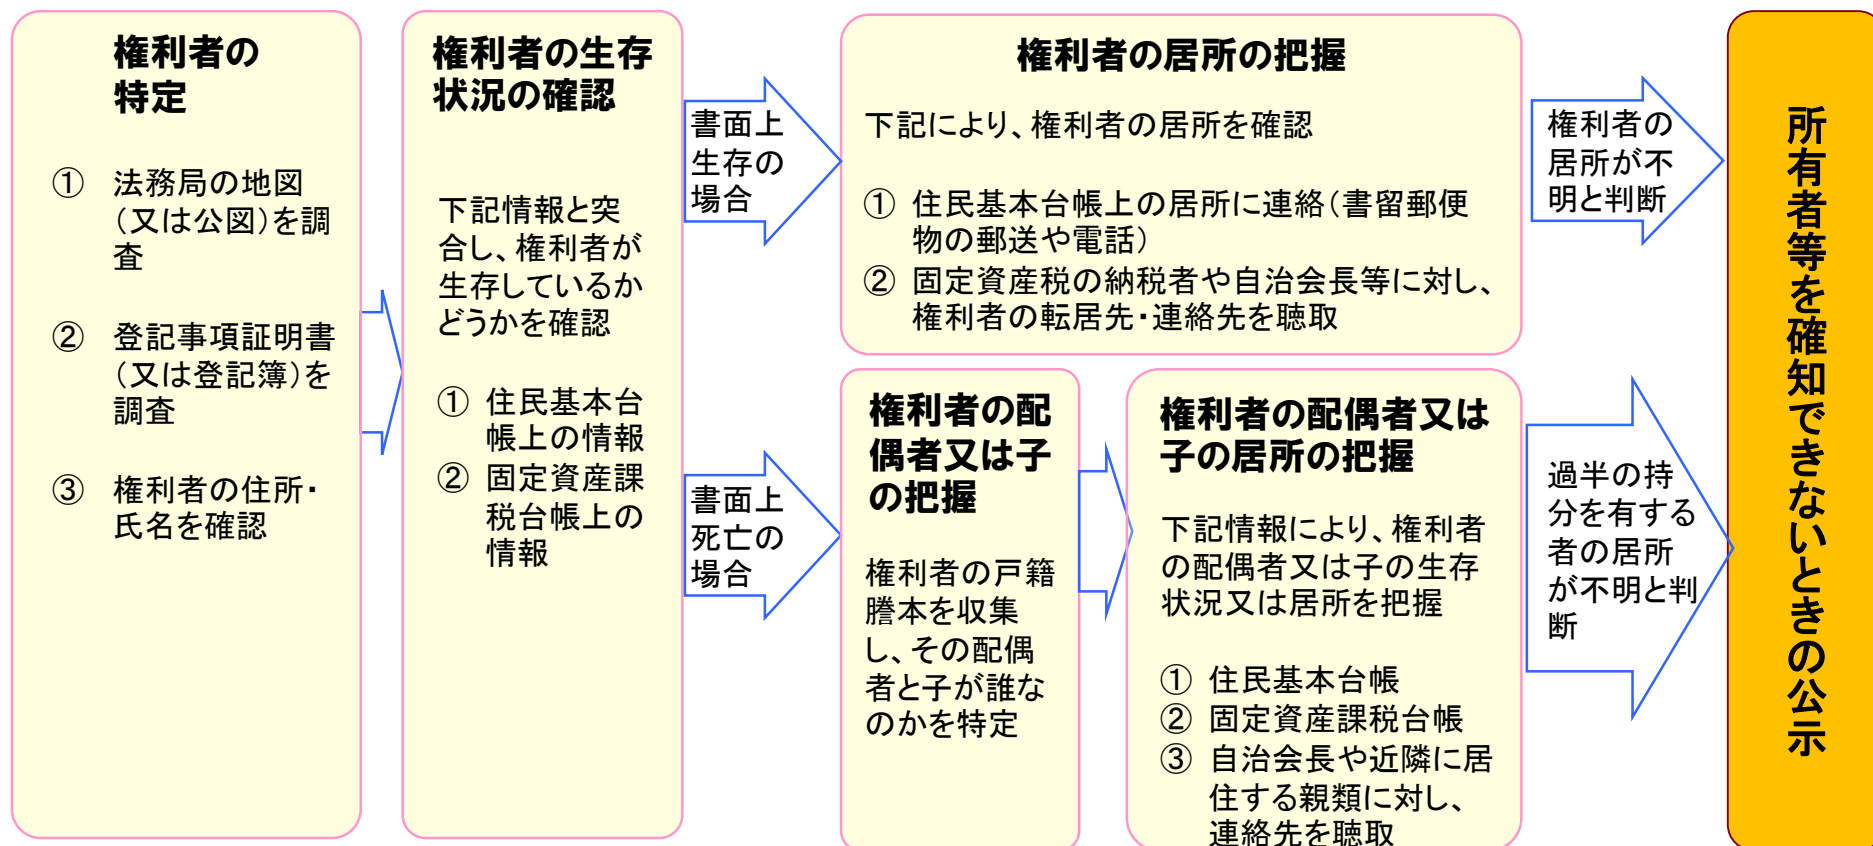 権利者の
特定
① 法務局の地図
（又は公図）を調
査
② 登記事項証明書
（又は登記簿）を
調査
③ 権利者の住所・
氏名を確認
権利者の生存
状況の確認
下記情報と突
合し、権利者が
生存しているか
どうかを確認
① 住民基本台
帳上の情報
② 固定資産課
税台帳上の
情報
書面上
生存の
場合
権利者の居所の把握
下記により、権利者の居所を確認
① 住民基本台帳上の居所に連絡（書留郵便
物の郵送や電話）
② 固定資産税の納税者や自治会長等に対し、
権利者の転居先・連絡先を聴取
権利者の
居所が不
明と判断
書面上
死亡の
場合
権利者の配
偶者又は子
の把握
権利者の戸籍
謄本を収集
し、その配偶
者と子が誰な
のかを特定
権利者の配偶者又は
子の居所の把握
下記情報により、権利者
の配偶者又は子の生存
状況又は居所を把握
① 住民基本台帳
② 固定資産課税台帳
③ 自治会長や近隣に居
住する親類に対し、
連絡先を聴取
過半の持
分を有する
者の居所
が不明と判
断
所有者等を確知できないときの公示